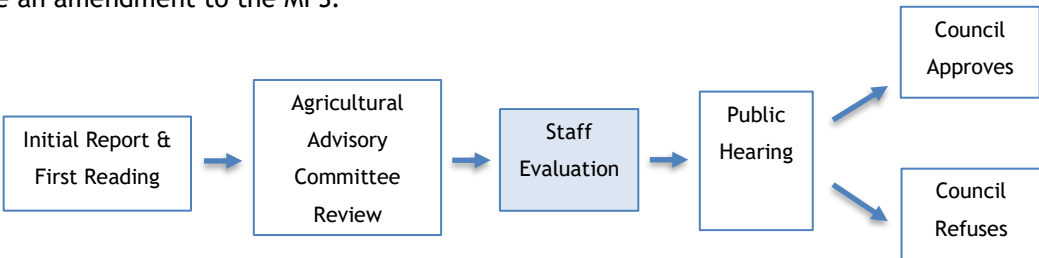 an amendment to the MPS.
Initial Report &
First Reading
Agricultural
Advisory
Committee
Review
Staff
Evaluation
Public
Hearing
Council
Approves
Council
Refuses